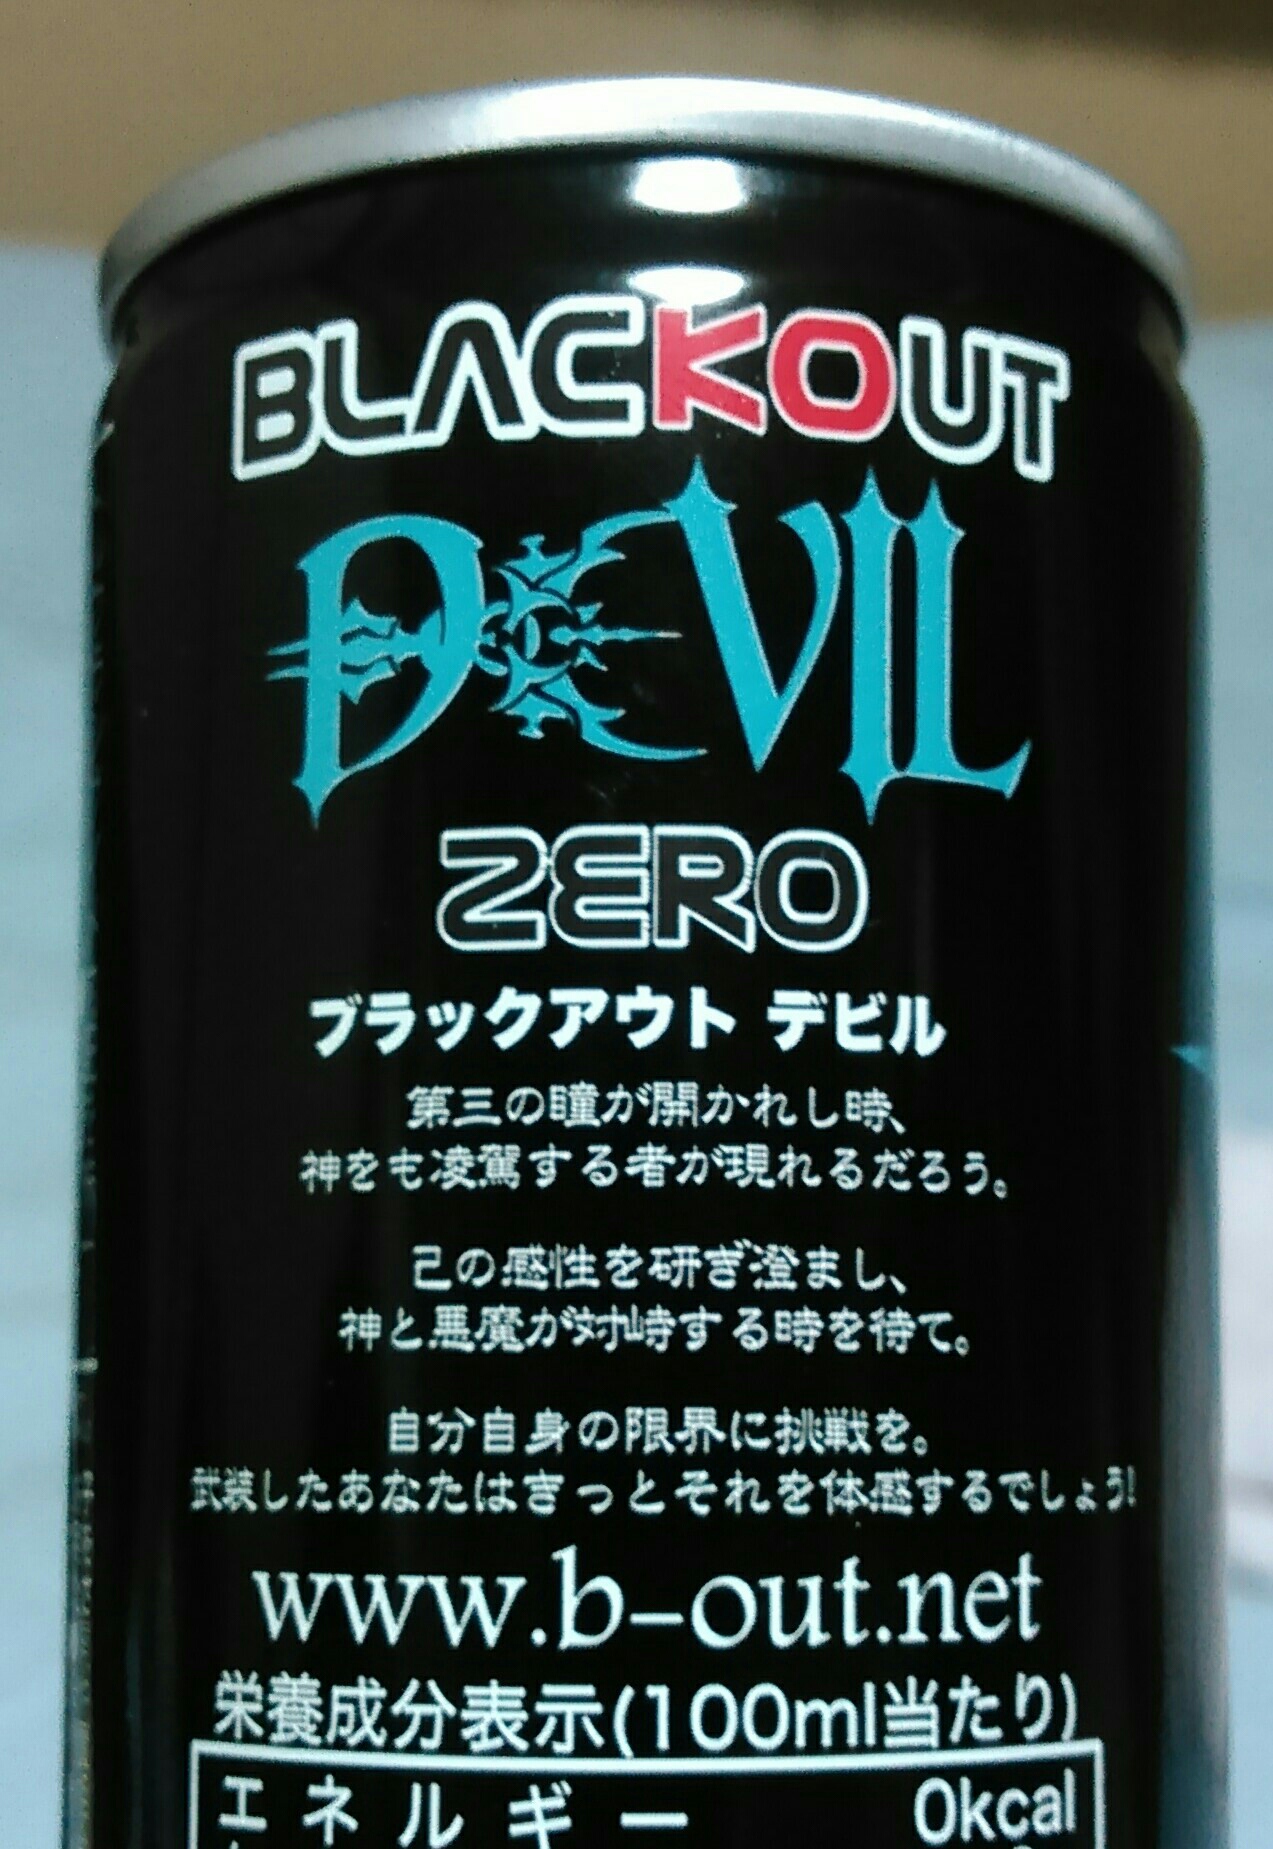 BLACKOUT
DEVIL
ZERO
ブラックアウト デビル
第三の瞳が開かれし時、
神をも凌駕する者が現れるだろう。
己の感性を研ぎ澄まし、
神と悪魔が対峙する時を待て。
自分自身の限界に挑戦を。
武装したあなたはきっとそれを体感するでしょう!
www.b-out.net
栄養成分表示(100ml当たり)
エネルギー 0kcal